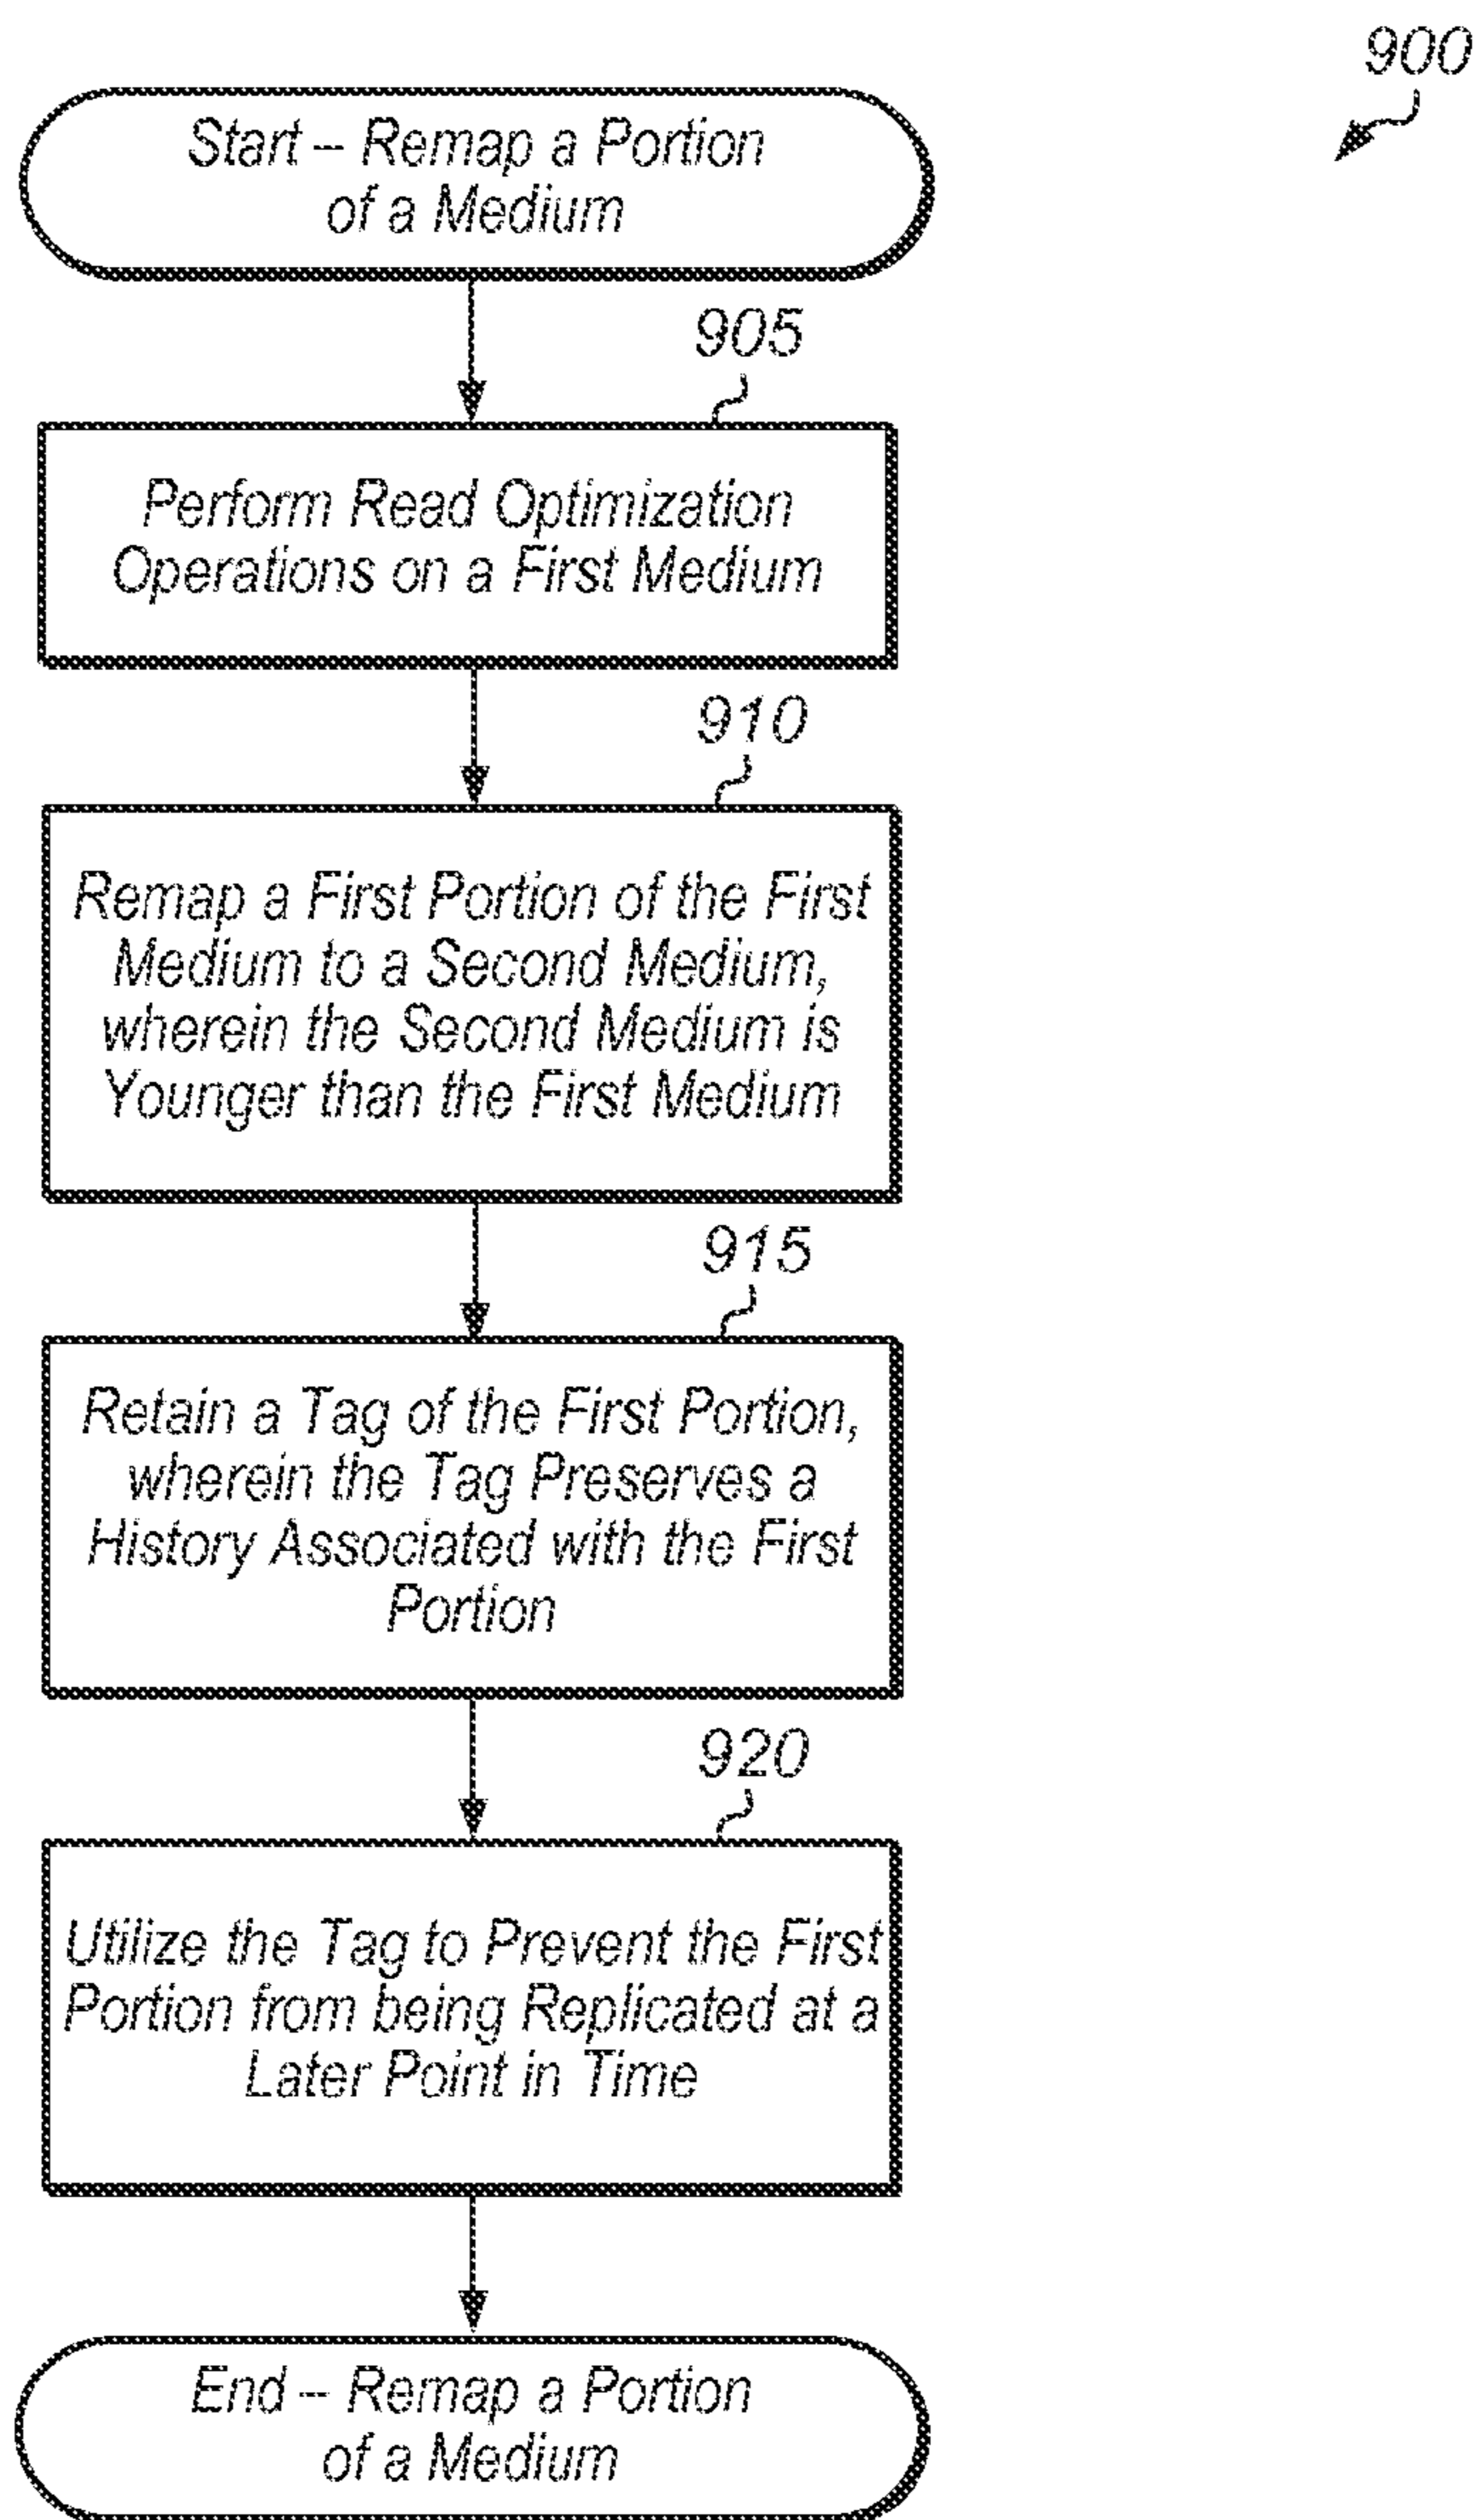 900
Start – Remap a Portion
of a Medium
905
Perform Read Optimization
Operations on a First Medium
910
Remap a First Portion of the First
Medium to a Second Medium,
wherein the Second Medium is
Younger than the First Medium
915
Retain a Tag of the First Portion,
wherein the Tag Preserves a
History Associated with the First
Portion
920
Utilize the Tag to Prevent the First
Portion from being Replicated at a
Later Point in Time
End – Remap a Portion
of a Medium